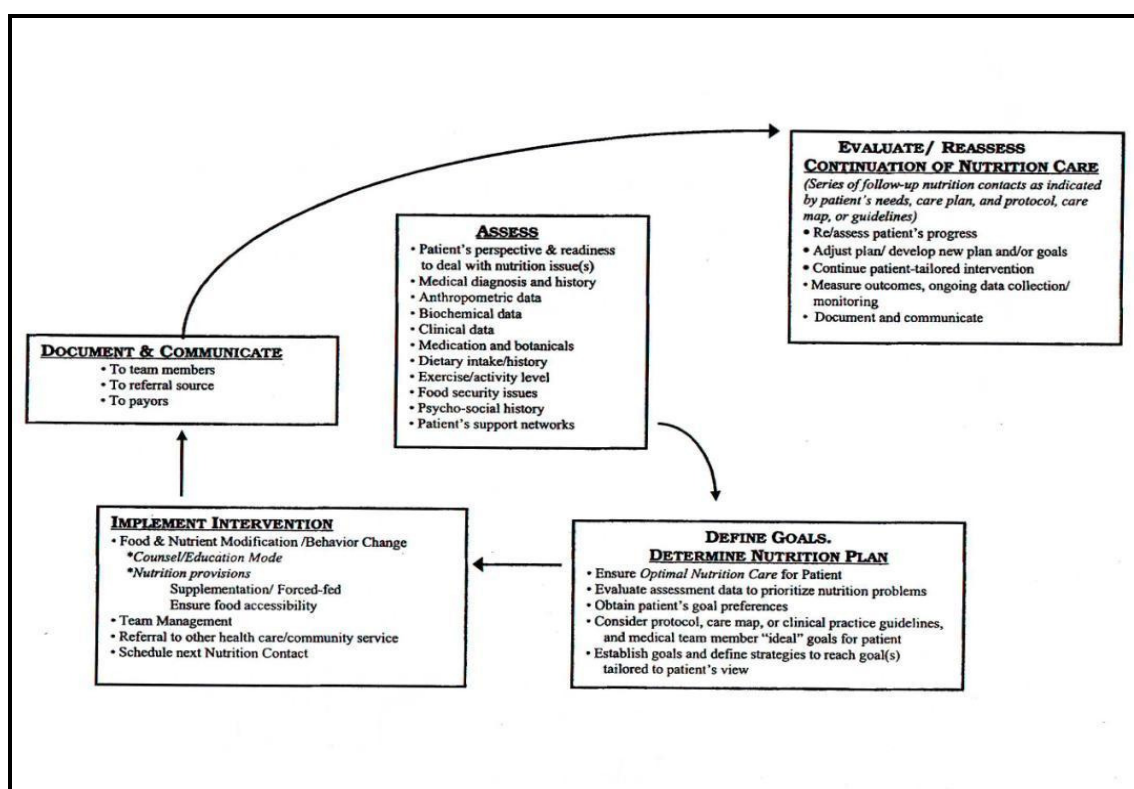 EVALUATE/ REASSESS
CONTINUATION OF NUTRITION CARE
(Series of follow-up nutrition contacts as indicated
by patient's needs, care plan, and protocol, care
map, or guidelines)
• Re/assess patient's progress
• Adjust plan/ develop new plan and/or goals
• Continue patient-tailored intervention
• Measure outcomes, ongoing data collection/
monitoring
• Document and communicate
ASSESS
• Patient's perspective & readiness
to deal with nutrition issue(s)
• Medical diagnosis and history
• Anthropometric data
• Biochemical data
• Clinical data
• Medication and botanicals
• Dietary intake/history
• Exercise/activity level
• Food security issues
• Psycho-social history
• Patient's support networks
DOCUMENT & COMMUNICATE
• To team members
• To referral source
• To payors
IMPLEMENT INTERVENTION
• Food & Nutrient Modification /Behavior Change
*Counsel/Education Mode
*Nutrition provisions
Supplementation/ Forced-fed
Ensure food accessibility
• Team Management
• Referral to other health care/community service
• Schedule next Nutrition Contact
DEFINE GOALS.
DETERMINE NUTRITION PLAN
• Ensure Optimal Nutrition Care for Patient
• Evaluate assessment data to prioritize nutrition problems
• Obtain patient's goal preferences
• Consider protocol, care map, or clinical practice guidelines,
and medical team member "ideal" goals for patient
• Establish goals and define strategies to reach goal(s)
tailored to patient's view